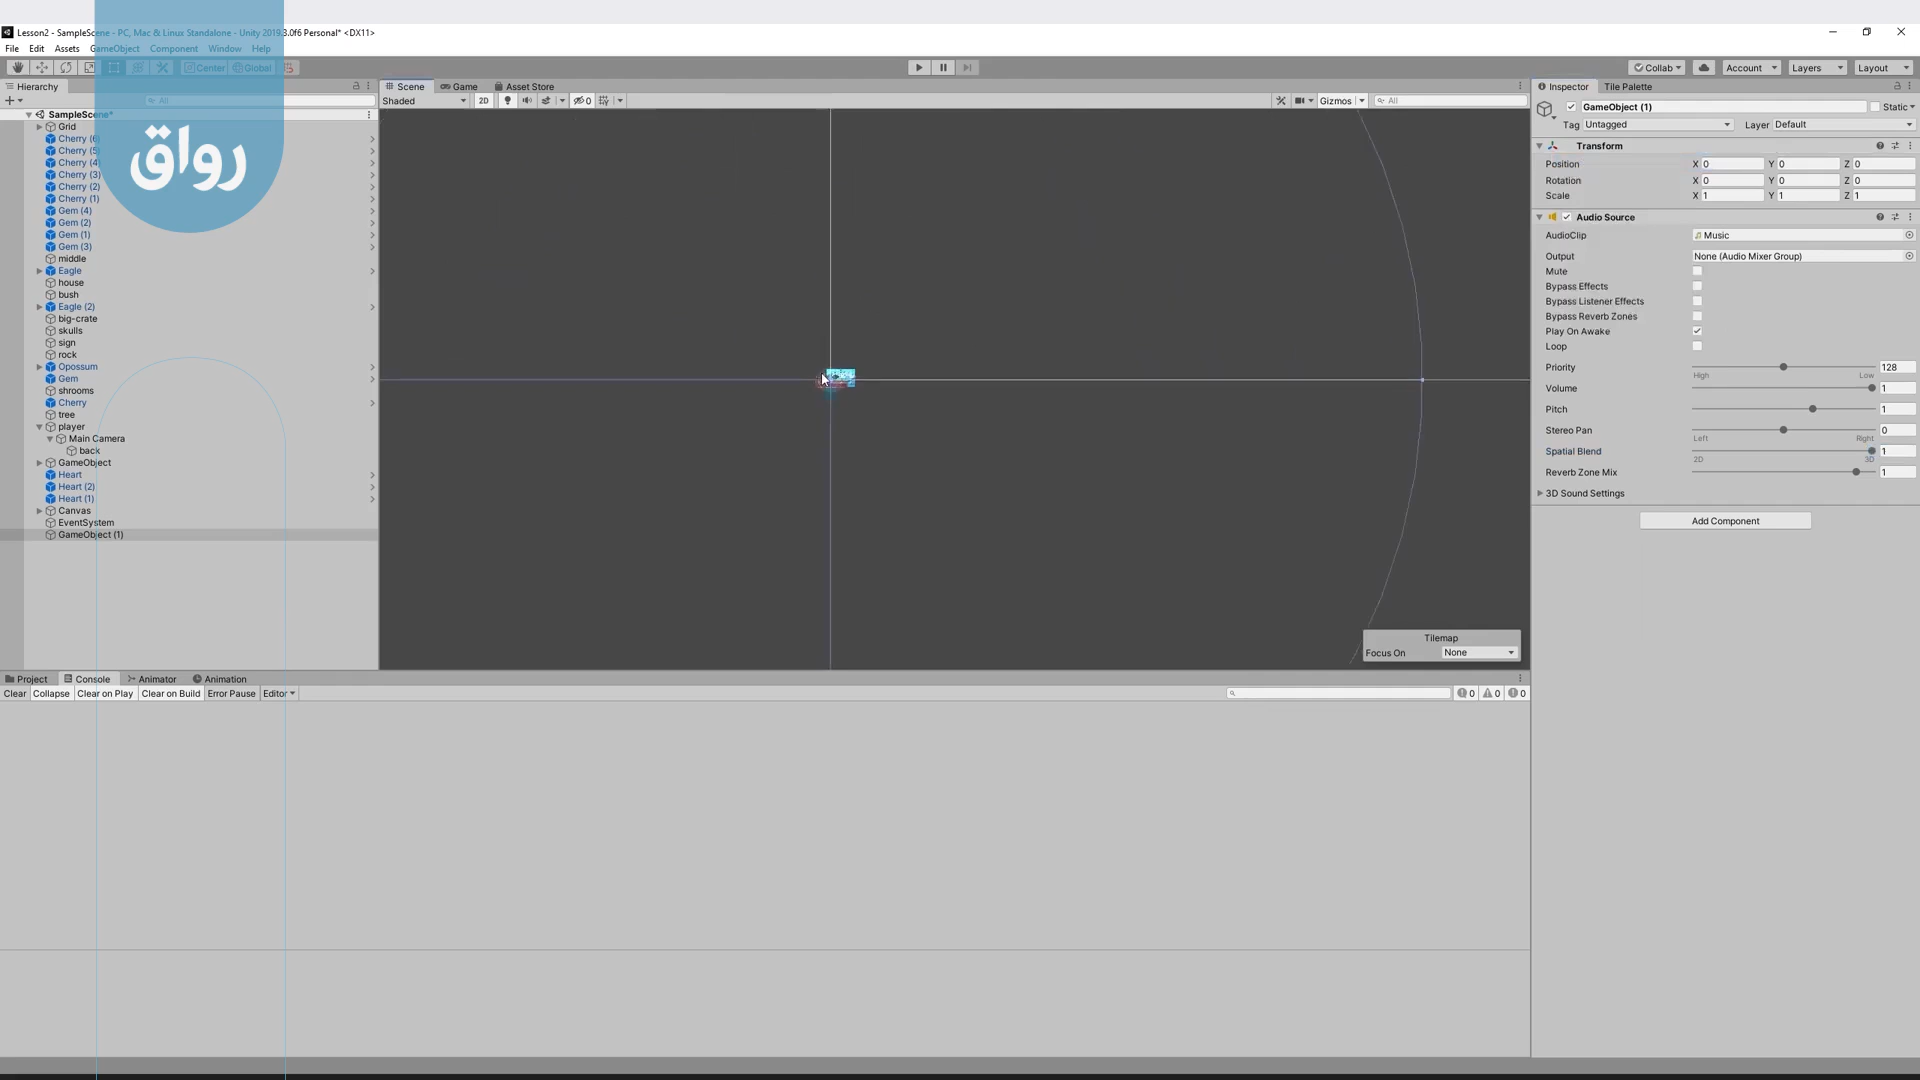 Lesson2 - SampleScene - PC, Mac & Linux Standalone - Unity 2019.3.0f6 Personal* <DX11>
File Edit Assets GameObject Component Window Help
Center Global
Collab Account Layers Layout
Hierarchy
All
رواق
SampleScene*
Grid
Cherry (6)
Cherry (5)
Cherry (4)
Cherry (3)
Cherry (2)
Cherry (1)
Gem (4)
Gem (2)
Gem (1)
Gem (3)
middle
Eagle
house
bush
Eagle (2)
big-crate
skulls
sign
rock
Opossum
Gem
shrooms
Cherry
tree
player
Main Camera
back
GameObject
Heart
Heart (2)
Heart (1)
Canvas
EventSystem
GameObject (1)
Scene Game Asset Store
Shaded 2D 0 Gizmos All
Tilemap
Focus On None
Inspector Tile Palette
GameObject (1) Static
Tag Untagged Layer Default
Transform
Position X 0 Y 0 Z 0
Rotation X 0 Y 0 Z 0
Scale X 1 Y 1 Z 1
Audio Source
AudioClip Music
Output None (Audio Mixer Group)
Mute
Bypass Effects
Bypass Listener Effects
Bypass Reverb Zones
Play On Awake
Loop
Priority 128
High Low
Volume 1
Pitch 1
Stereo Pan 0
Left Right
Spatial Blend 1
2D 3D
Reverb Zone Mix 1
3D Sound Settings
Add Component
Project Console Animator Animation
Clear Collapse Clear on Play Clear on Build Error Pause Editor
0 0 0